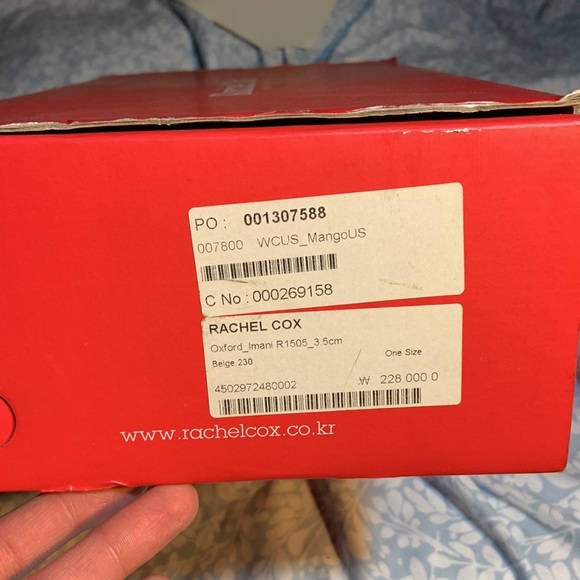 PO : 001307588
007800 WCUS_MangoUS
C No : 000269158
RACHEL COX
Oxford_Imani R1505_3.5cm
Beige 230 One Size
4502972480002 ₩ 228,000.0
www.rachelcox.co.kr